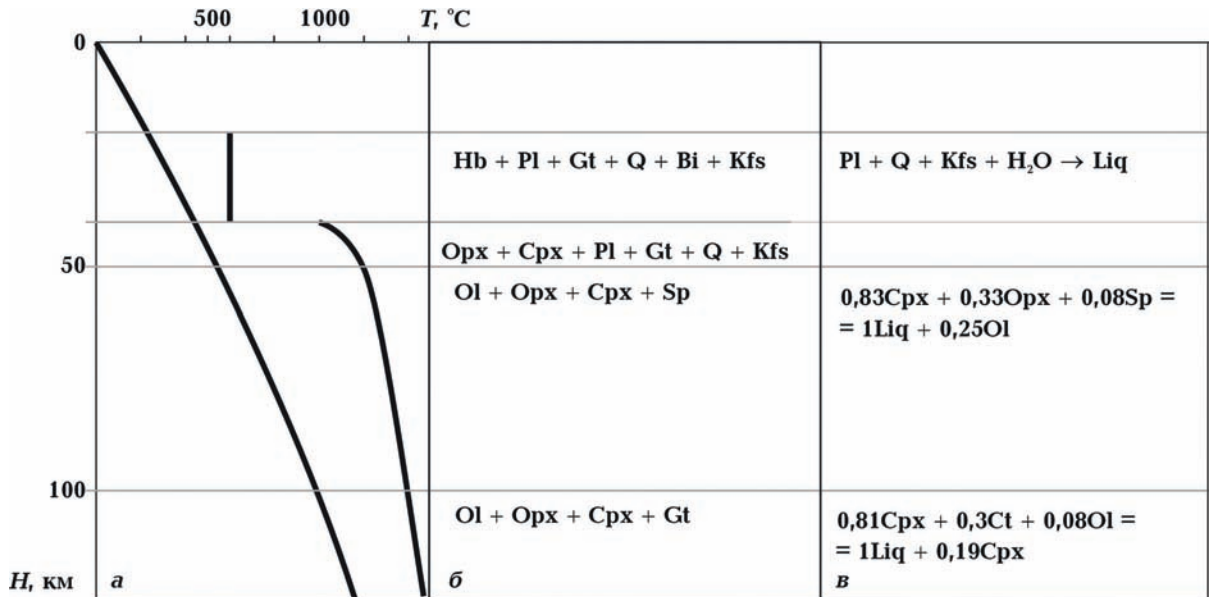 500 1000 T, °C
0
Hb + Pl + Gt + Q + Bi + Kfs
Pl + Q + Kfs + H₂O → Liq
Opx + Cpx + Pl + Gt + Q + Kfs
50
Ol + Opx + Cpx + Sp
0,83Cpx + 0,33Opx + 0,08Sp =
= 1Liq + 0,25Ol
100
Ol + Opx + Cpx + Gt
0,81Cpx + 0,3Ct + 0,08Ol =
= 1Liq + 0,19Cpx
H, км а б в